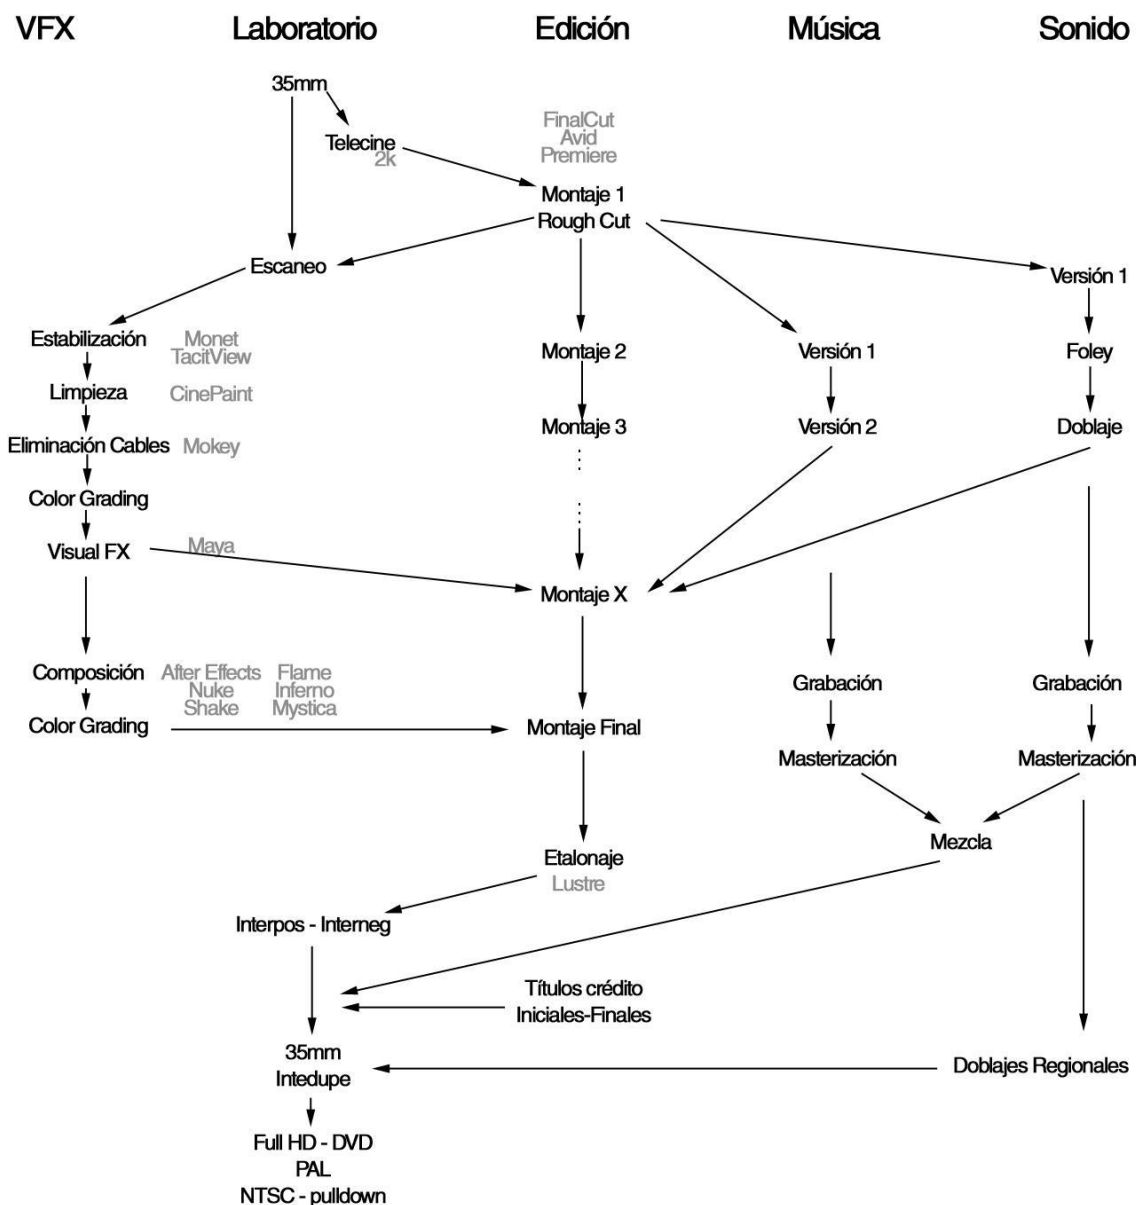 VFX Laboratorio Edición Música Sonido
35mm
Telecine
2k
FinalCut
Avid
Premiere
Montaje 1
Rough Cut
Escaneo
Versión 1
Estabilización
Monet
TacitView
Montaje 2
Versión 1
Foley
Limpieza
CinePaint
Montaje 3
Versión 2
Doblaje
Eliminación Cables
Mokey
Color Grading
Visual FX
Maya
Montaje X
Composición
After Effects
Nuke
Shake
Flame
Inferno
Mystica
Grabación
Grabación
Color Grading
Montaje Final
Masterización
Masterización
Mezcla
Etalonaje
Lustre
Interpos - Interneg
Títulos crédito
Iniciales-Finales
35mm
Intedupe
Doblajes Regionales
Full HD - DVD
PAL
NTSC - pulldown